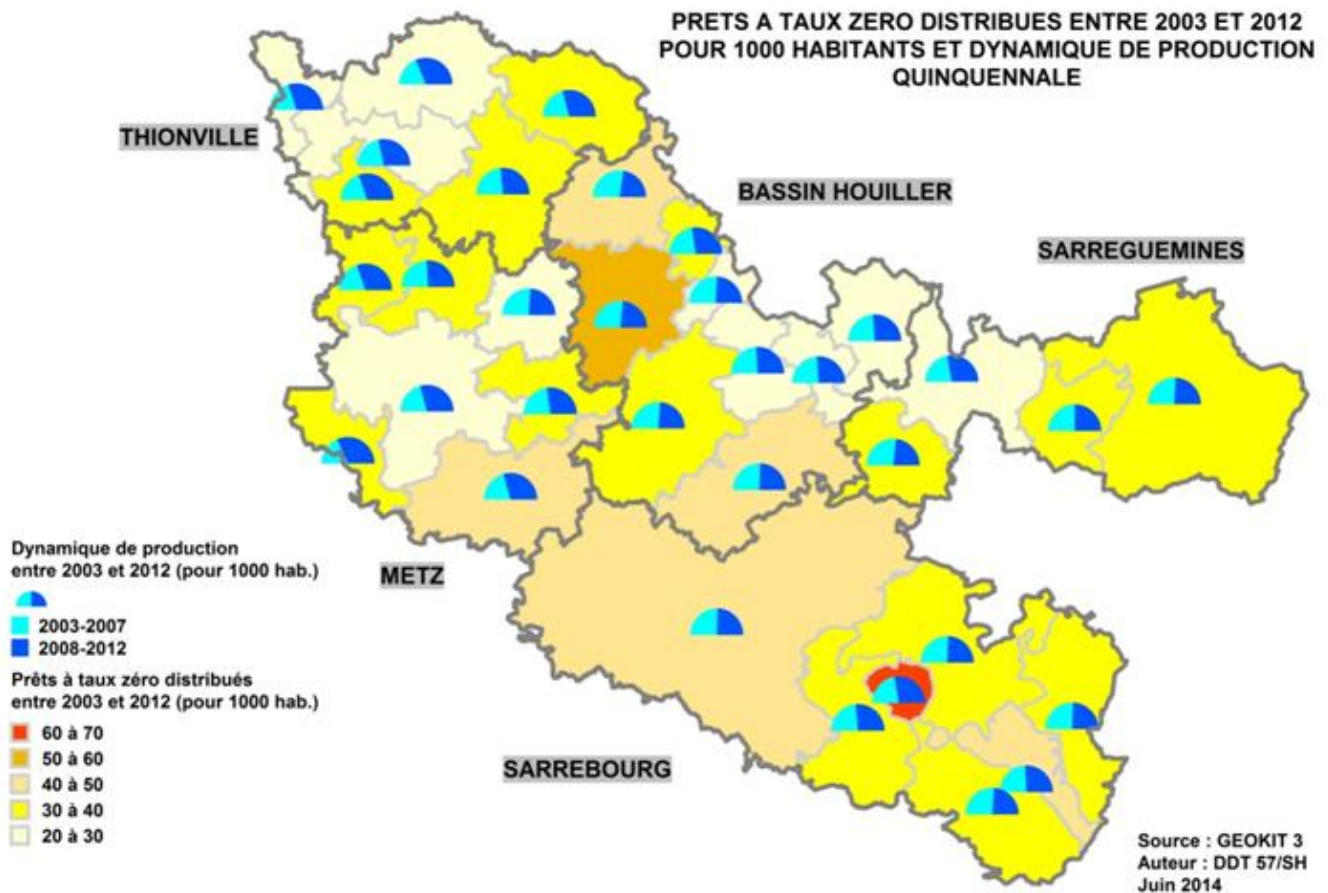 PRETS A TAUX ZERO DISTRIBUES ENTRE 2003 ET 2012
POUR 1000 HABITANTS ET DYNAMIQUE DE PRODUCTION
QUINQUENNALE
THIONVILLE
BASSIN HOUILLER
SARREGUEMINES
METZ
SARREBOURG
Dynamique de production
entre 2003 et 2012 (pour 1000 hab.)
2003-2007
2008-2012
Prêts à taux zéro distribués
entre 2003 et 2012 (pour 1000 hab.)
60 à 70
50 à 60
40 à 50
30 à 40
20 à 30
Source : GEOKIT 3
Auteur : DDT 57/SH
Juin 2014